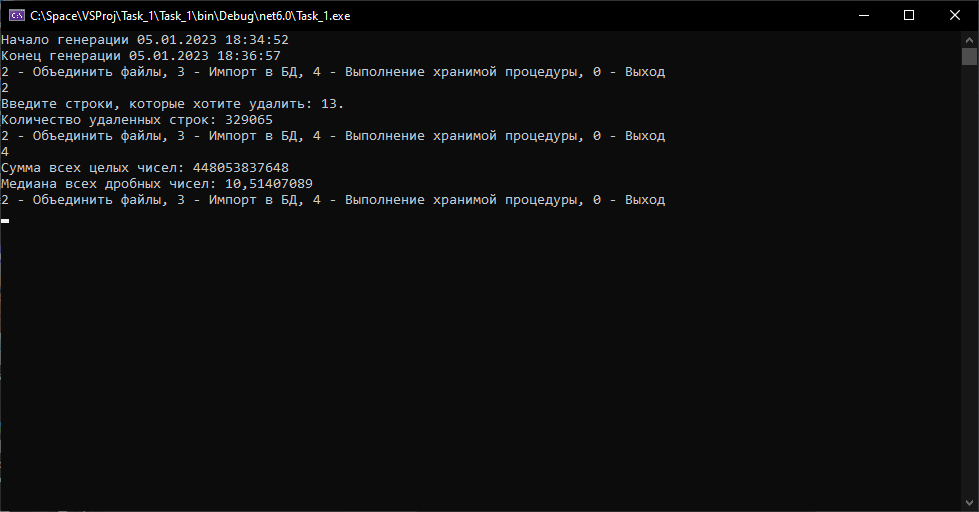 C:\Space\VSProj\Task_1\Task_1\bin\Debug\net6.0\Task_1.exe
Начало генерации 05.01.2023 18:34:52
Конец генерации 05.01.2023 18:36:57
2 - Объединить файлы, 3 - Импорт в БД, 4 - Выполнение хранимой процедуры, 0 - Выход
2
Введите строки, которые хотите удалить: 13.
Количество удаленных строк: 329065
2 - Объединить файлы, 3 - Импорт в БД, 4 - Выполнение хранимой процедуры, 0 - Выход
4
Сумма всех целых чисел: 448053837648
Медиана всех дробных чисел: 10,51407089
2 - Объединить файлы, 3 - Импорт в БД, 4 - Выполнение хранимой процедуры, 0 - Выход